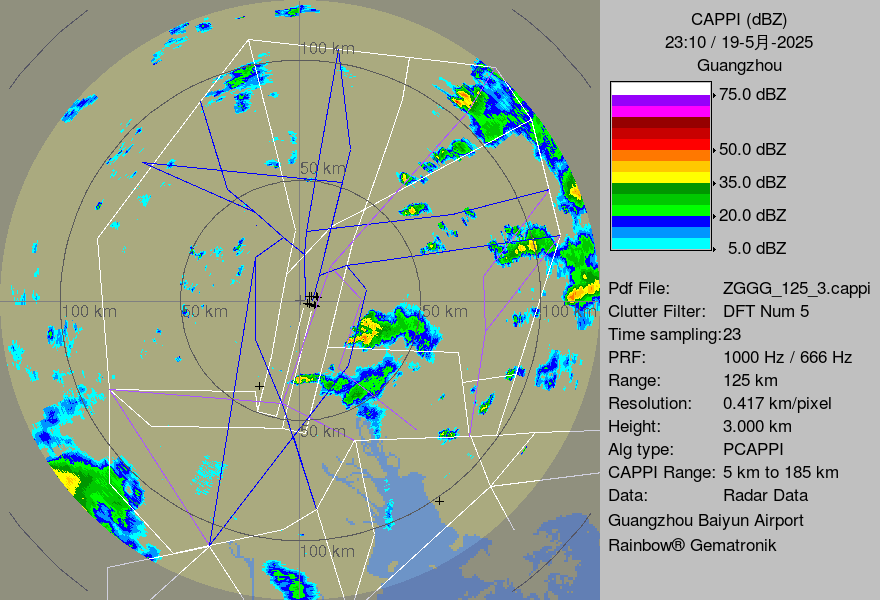 CAPPI (dBZ)
23:10 / 19-5月-2025
Guangzhou
75.0 dBZ
50.0 dBZ
35.0 dBZ
20.0 dBZ
5.0 dBZ
Pdf File: ZGGG_125_3.cappi
Clutter Filter: DFT Num 5
Time sampling:23
PRF: 1000 Hz / 666 Hz
Range: 125 km
Resolution: 0.417 km/pixel
Height: 3.000 km
Alg type: PCAPPI
CAPPI Range: 5 km to 185 km
Data: Radar Data
Guangzhou Baiyun Airport
Rainbow® Gematronik
100 km
50 km
100 km
50 km
50 km
100 km
50 km
100 km